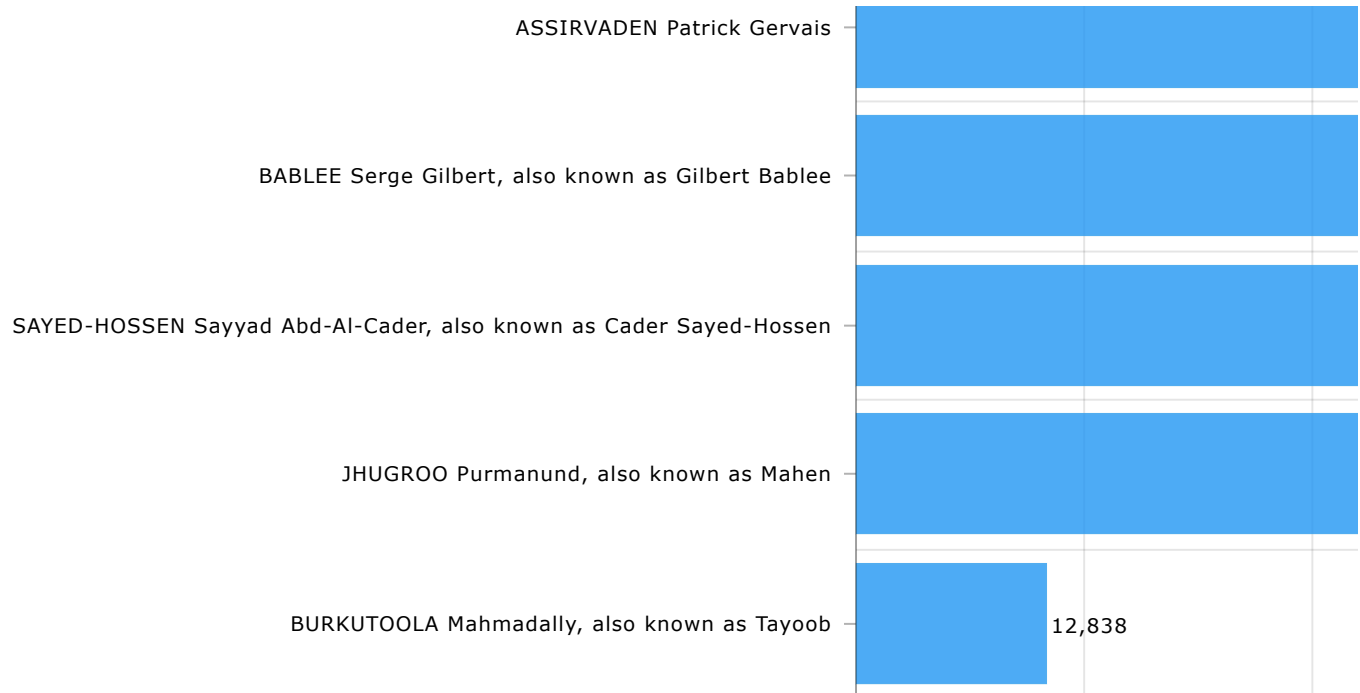 ASSIRVADEN Patrick Gervais
BABLEE Serge Gilbert, also known as Gilbert Bablee
SAYED-HOSSEN Sayyad Abd-Al-Cader, also known as Cader Sayed-Hossen
JHUGROO Purmanund, also known as Mahen
BURKUTOOLA Mahmadally, also known as Tayoob
12,838